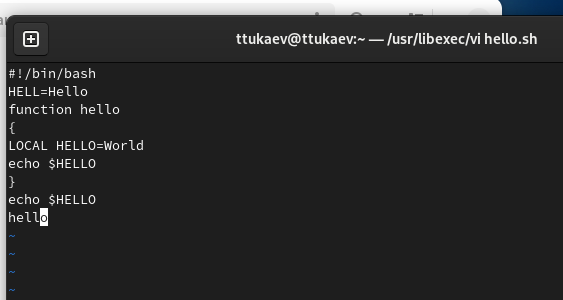 ttukaev@ttukaev:~ — /usr/libexec/vi hello.sh
#!/bin/bash
HELL=Hello
function hello
{
LOCAL HELLO=World
echo $HELLO
}
echo $HELLO
hello
~
~
~
~